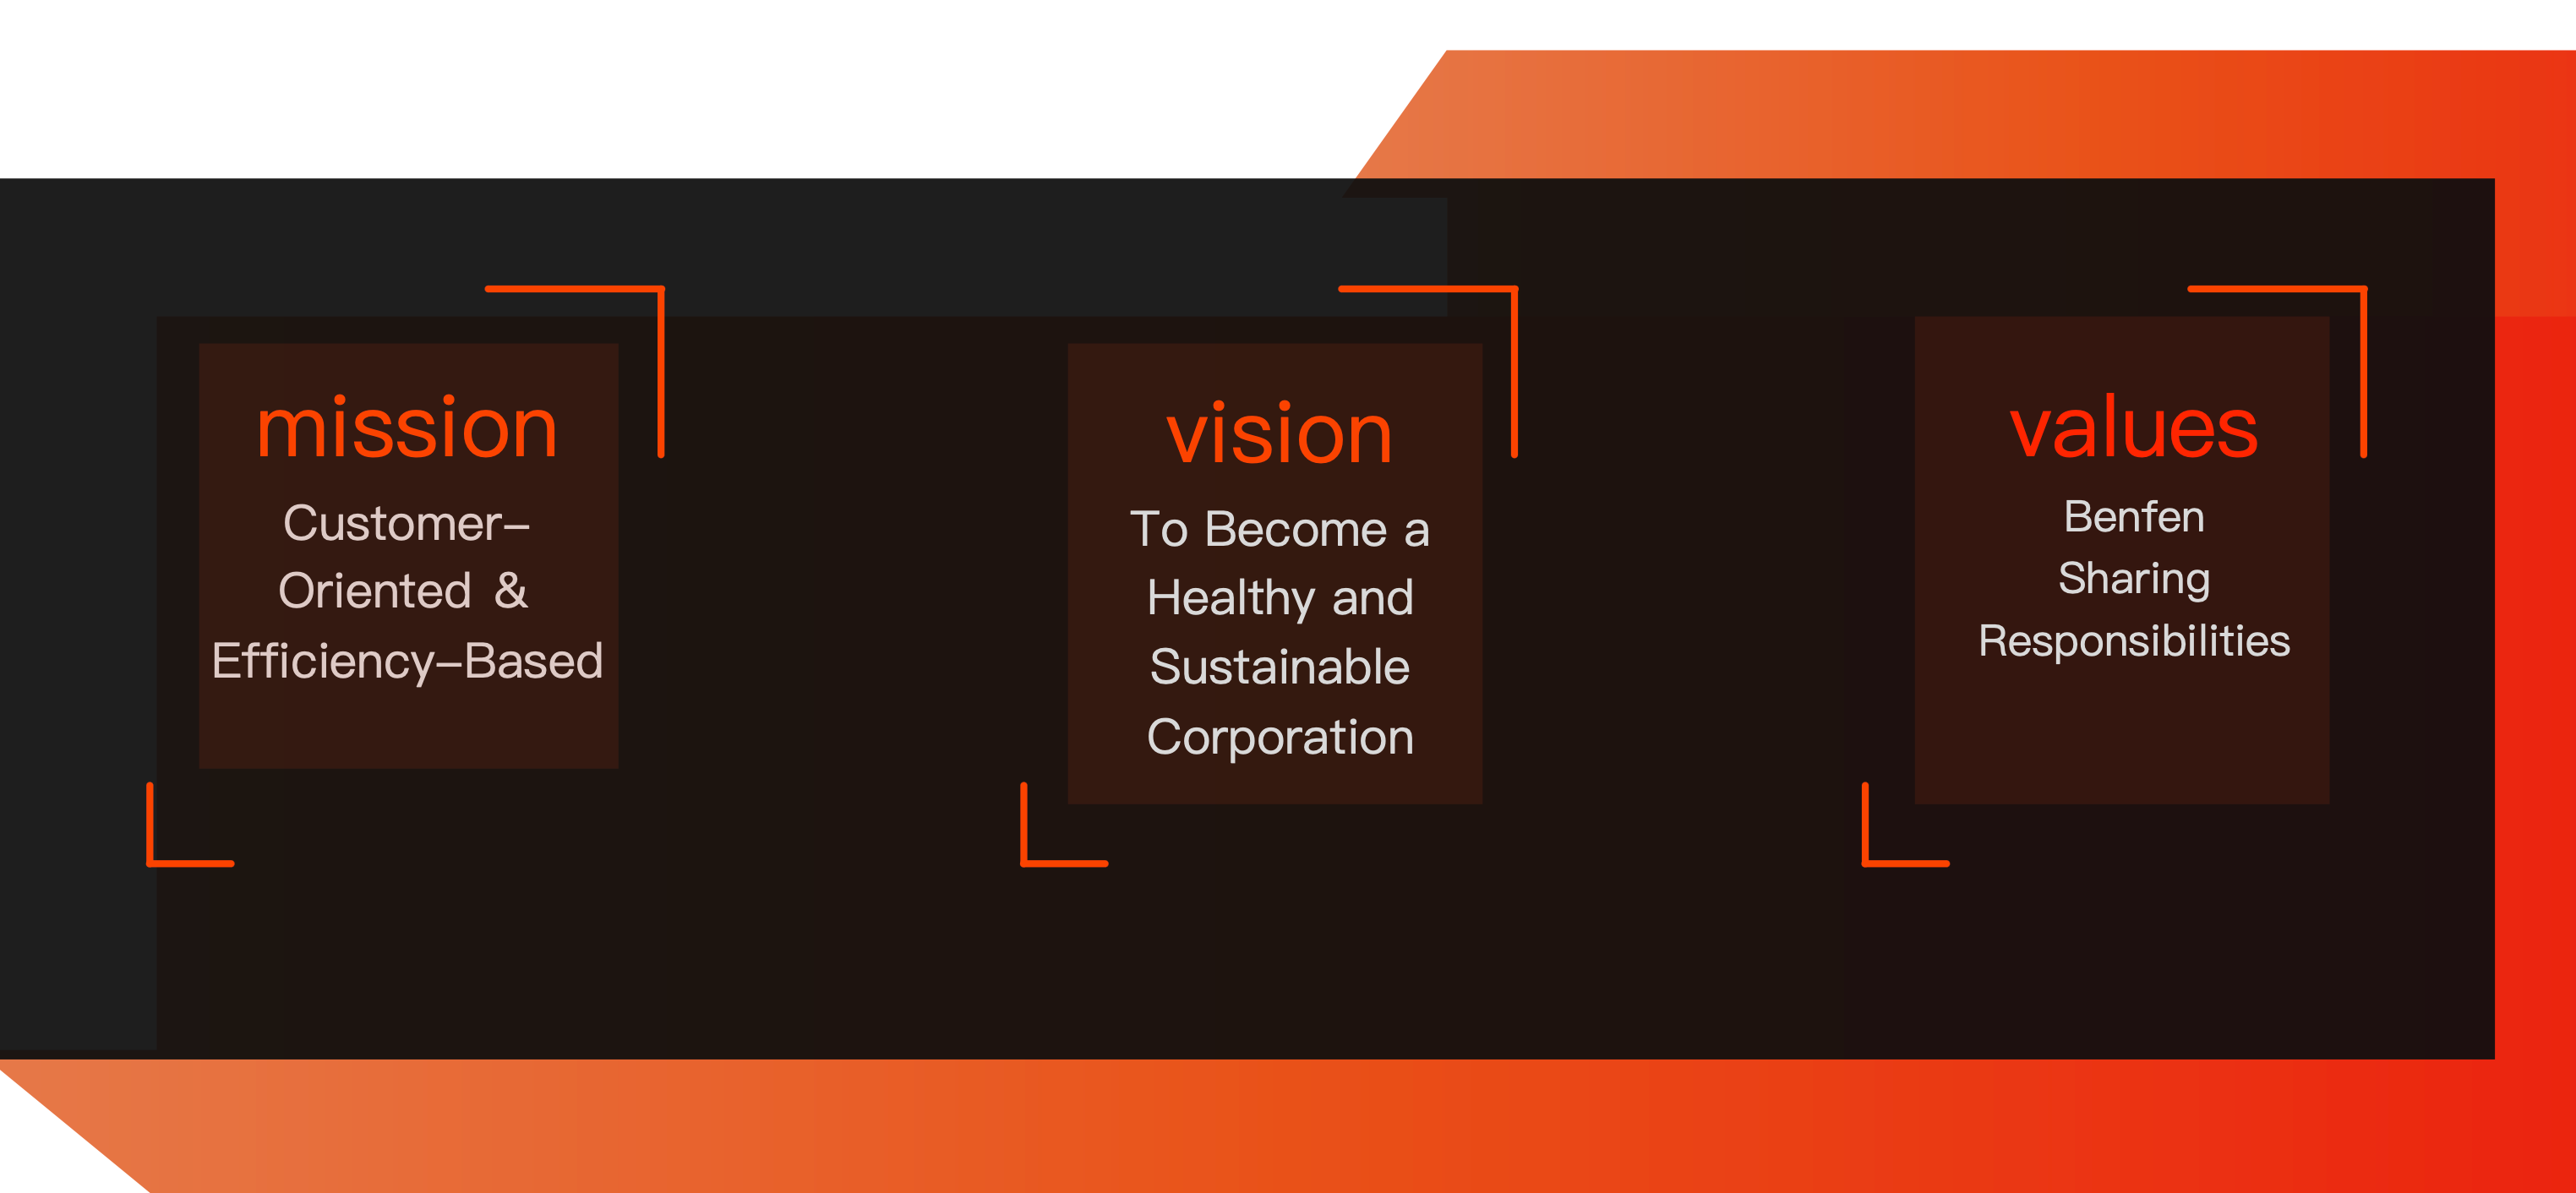 mission
Customer-
Oriented &
Efficiency-Based
vision
To Become a
Healthy and
Sustainable
Corporation
values
Benfen
Sharing
Responsibilities